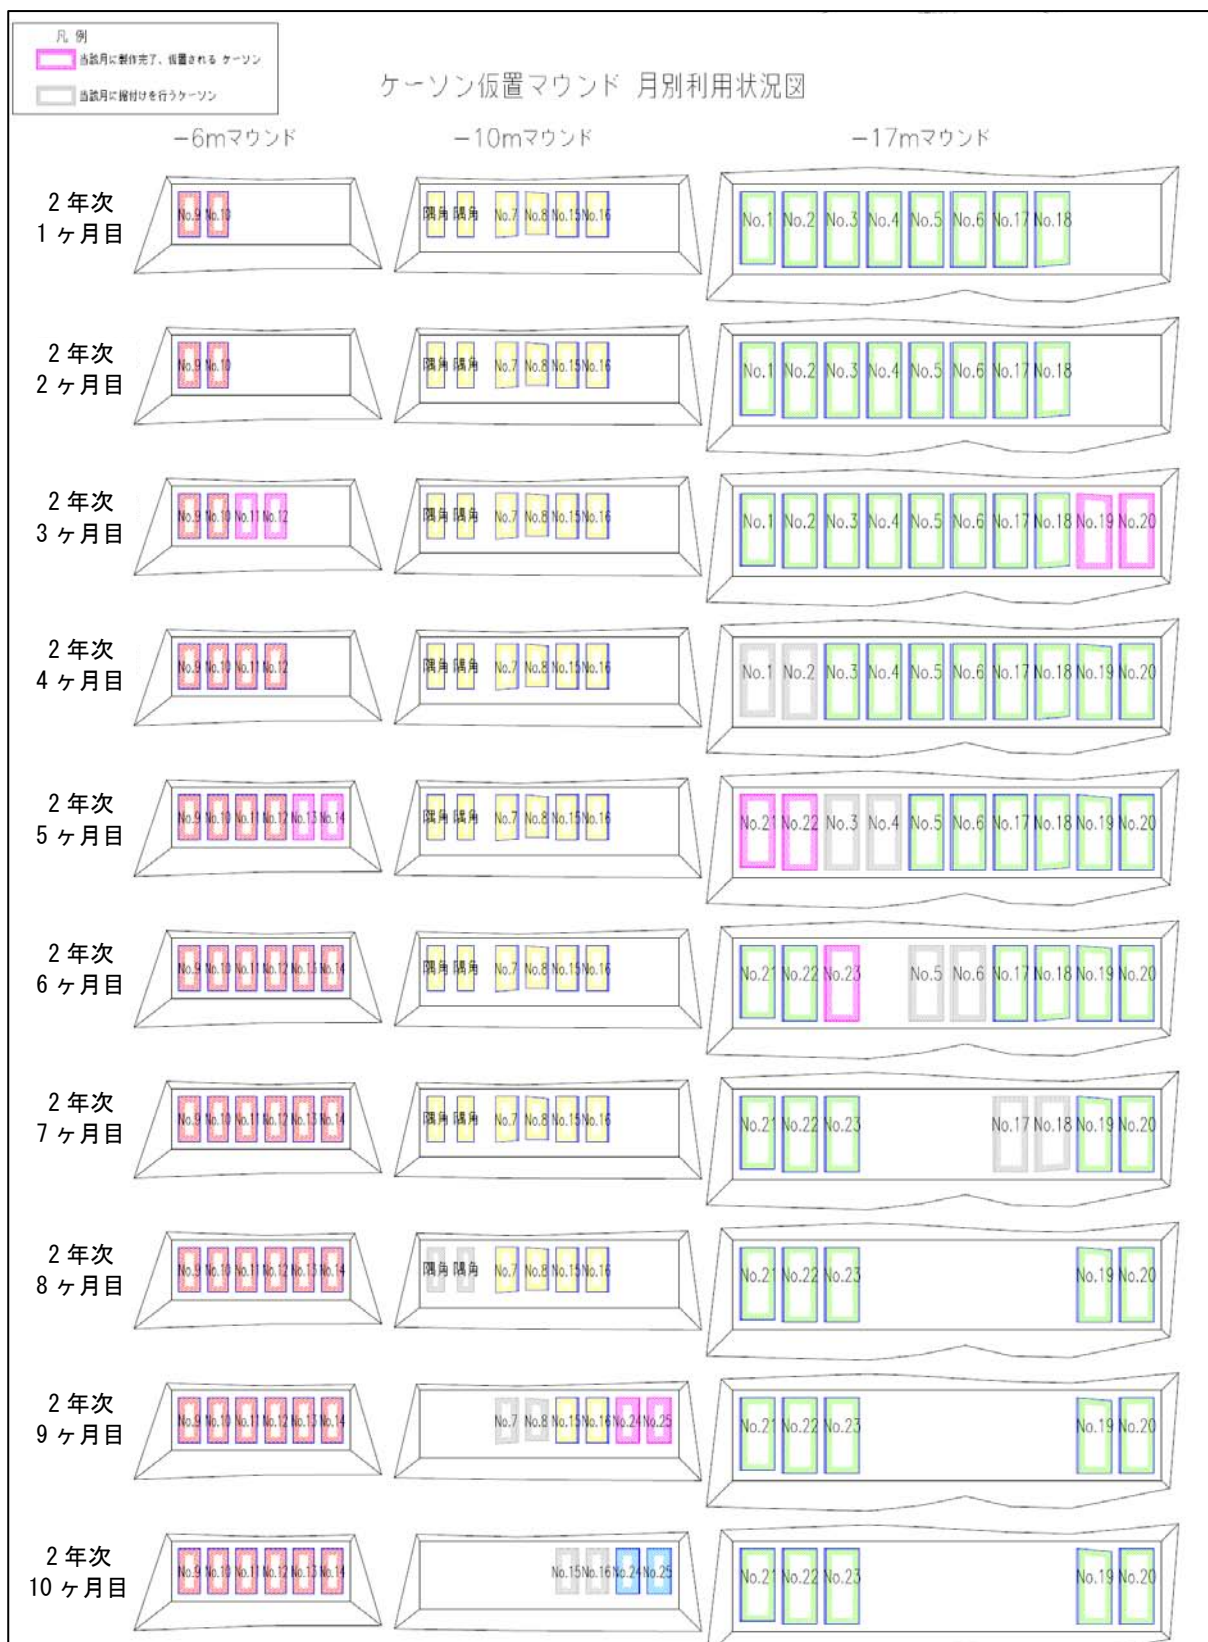 凡 例
当該月に製作完了、仮置される ケーソン
当該月に据付けを行うケーソン
ケーソン仮置マウンド 月別利用状況図
－6mマウンド －10mマウンド －17mマウンド
2 年次
1 ヶ月目
No.9 No.10 隅角 隅角 No.7 No.8 No.15 No.16 No.1 No.2 No.3 No.4 No.5 No.6 No.17 No.18
2 年次
2 ヶ月目
No.9 No.10 隅角 隅角 No.7 No.8 No.15 No.16 No.1 No.2 No.3 No.4 No.5 No.6 No.17 No.18
2 年次
3 ヶ月目
No.9 No.10 No.11 No.12 隅角 隅角 No.7 No.8 No.15 No.16 No.1 No.2 No.3 No.4 No.5 No.6 No.17 No.18 No.19 No.20
2 年次
4 ヶ月目
No.9 No.10 No.11 No.12 隅角 隅角 No.7 No.8 No.15 No.16 No.1 No.2 No.3 No.4 No.5 No.6 No.17 No.18 No.19 No.20
2 年次
5 ヶ月目
No.9 No.10 No.11 No.12 No.13 No.14 隅角 隅角 No.7 No.8 No.15 No.16 No.21 No.22 No.3 No.4 No.5 No.6 No.17 No.18 No.19 No.20
2 年次
6 ヶ月目
No.9 No.10 No.11 No.12 No.13 No.14 隅角 隅角 No.7 No.8 No.15 No.16 No.21 No.22 No.23 No.5 No.6 No.17 No.18 No.19 No.20
2 年次
7 ヶ月目
No.9 No.10 No.11 No.12 No.13 No.14 隅角 隅角 No.7 No.8 No.15 No.16 No.21 No.22 No.23 No.17 No.18 No.19 No.20
2 年次
8 ヶ月目
No.9 No.10 No.11 No.12 No.13 No.14 隅角 隅角 No.7 No.8 No.15 No.16 No.21 No.22 No.23 No.19 No.20
2 年次
9 ヶ月目
No.9 No.10 No.11 No.12 No.13 No.14 No.7 No.8 No.15 No.16 No.24 No.25 No.21 No.22 No.23 No.19 No.20
2 年次
10 ヶ月目
No.9 No.10 No.11 No.12 No.13 No.14 No.15 No.16 No.24 No.25 No.21 No.22 No.23 No.19 No.20